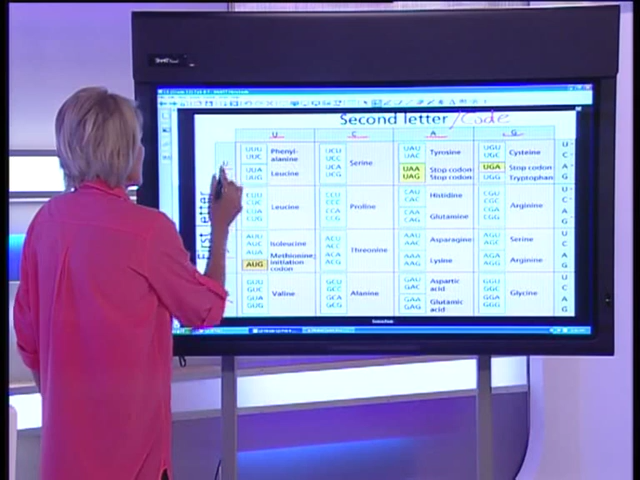 Second letter / Code
U C A G
First letter
U
UUU UUC Phenyl-alanine UCU UCC UCA UCG Serine UAU UAC Tyrosine UGU UGC Cysteine U C A G
UUA UUG Leucine UAA Stop codon UGA Stop codon
UAG Stop codon UGG Tryptophan
CUU CUC CUA CUG Leucine CCU CCC CCA CCG Proline CAU CAC Histidine CGU CGC CGA CGG Arginine U C A G
CAA CAG Glutamine
AUU AUC AUA Isoleucine ACU ACC ACA ACG Threonine AAU AAC Asparagine AGU AGC Serine U C A G
AUG Methionine; initiation codon AAA AAG Lysine AGA AGG Arginine
GUU GUC GUA GUG Valine GCU GCC GCA GCG Alanine GAU GAC Aspartic acid GGU GGC GGA GGG Glycine U C A G
GAA GAG Glutamic acid